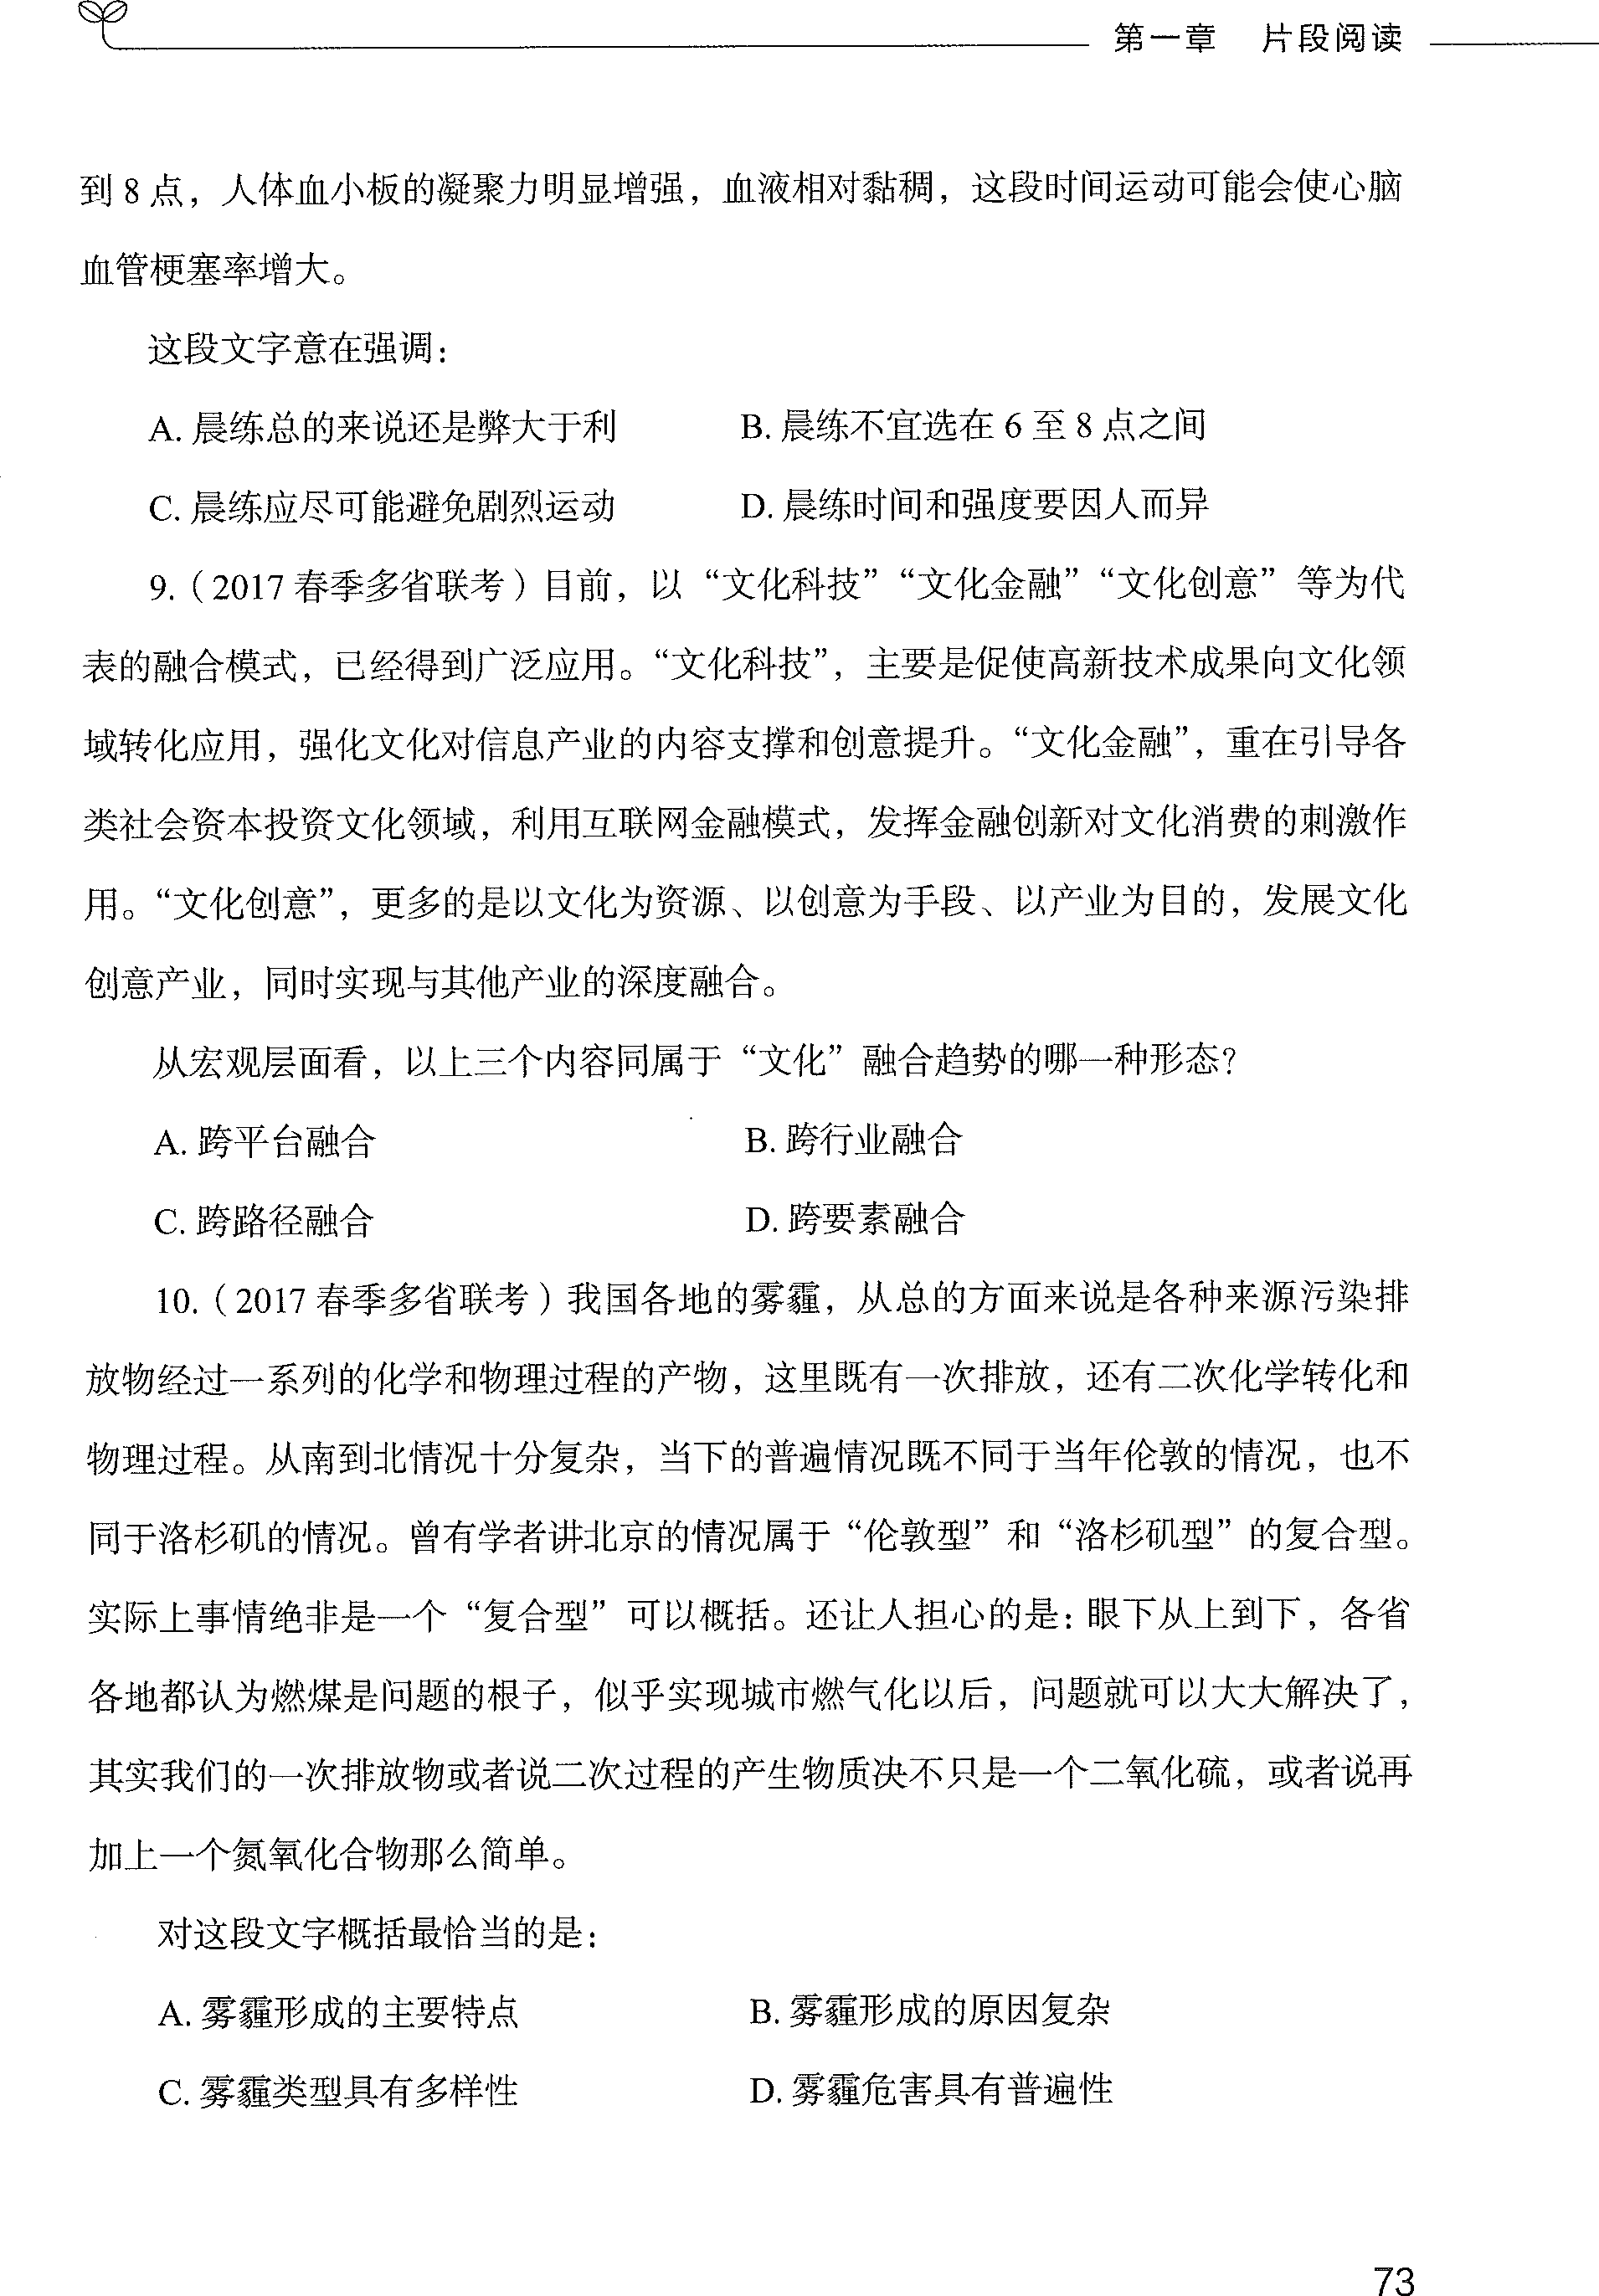 第一章 片段阅读
到 8 点，人体血小板的凝聚力明显增强，血液相对黏稠，这段时间运动可能会使心脑
血管梗塞率增大。
这段文字意在强调：
A. 晨练总的来说还是弊大于利 B. 晨练不宜选在 6 至 8 点之间
C. 晨练应尽可能避免剧烈运动 D. 晨练时间和强度要因人而异
9.（2017 春季多省联考）目前，以“文化科技”“文化金融”“文化创意”等为代
表的融合模式，已经得到广泛应用。“文化科技”，主要是促使高新技术成果向文化领
域转化应用，强化文化对信息产业的内容支撑和创意提升。“文化金融”，重在引导各
类社会资本投资文化领域，利用互联网金融模式，发挥金融创新对文化消费的刺激作
用。“文化创意”，更多的是以文化为资源、以创意为手段、以产业为目的，发展文化
创意产业，同时实现与其他产业的深度融合。
从宏观层面看，以上三个内容同属于“文化”融合趋势的哪一种形态？
A. 跨平台融合 B. 跨行业融合
C. 跨路径融合 D. 跨要素融合
10.（2017 春季多省联考）我国各地的雾霾，从总的方面来说是各种来源污染排
放物经过一系列的化学和物理过程的产物，这里既有一次排放，还有二次化学转化和
物理过程。从南到北情况十分复杂，当下的普遍情况既不同于当年伦敦的情况，也不
同于洛杉矶的情况。曾有学者讲北京的情况属于“伦敦型”和“洛杉矶型”的复合型。
实际上事情绝非是一个“复合型”可以概括。还让人担心的是：眼下从上到下，各省
各地都认为燃煤是问题的根子，似乎实现城市燃气化以后，问题就可以大大解决了，
其实我们的一次排放物或者说二次过程的产生物质决不只是一个二氧化硫，或者说再
加上一个氮氧化合物那么简单。
对这段文字概括最恰当的是：
A. 雾霾形成的主要特点 B. 雾霾形成的原因复杂
C. 雾霾类型具有多样性 D. 雾霾危害具有普遍性
73